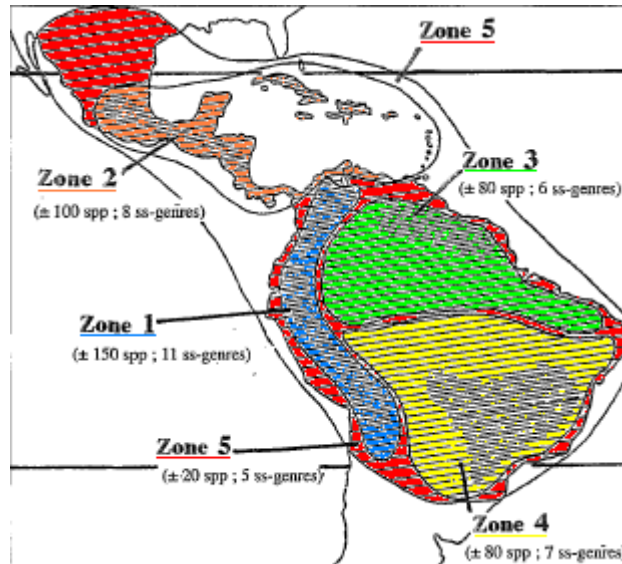 Zone 5
Zone 3
(± 80 spp ; 6 ss-genres)
Zone 2
(± 100 spp ; 8 ss-genres)
Zone 1
(± 150 spp ; 11 ss-genres)
Zone 5
(± 20 spp ; 5 ss-genres)
Zone 4
(± 80 spp ; 7 ss-genres)